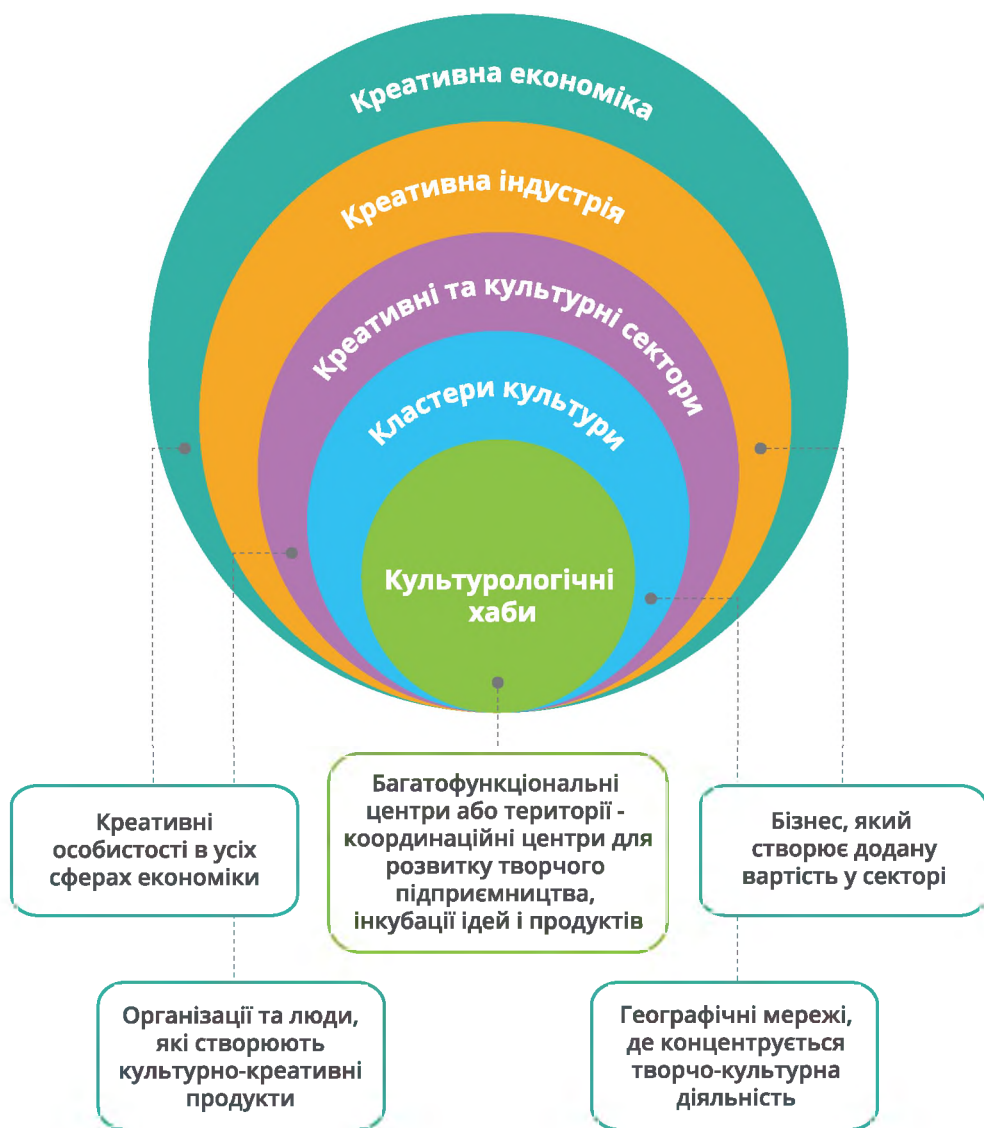 Креативна економіка
Креативна індустрія
Креативні та культурні сектори
Кластери культури
Культурологічні
хаби
Креативні
особистості в усіх
сферах економіки
Багатофункціональні
центри або території -
координаційні центри для
розвитку творчого
підприємництва,
інкубації ідей і продуктів
Бізнес, який
створює додану
вартість у секторі
Організації та люди,
які створюють
культурно-креативні
продукти
Географічні мережі,
де концентрується
творчо-культурна
діяльність